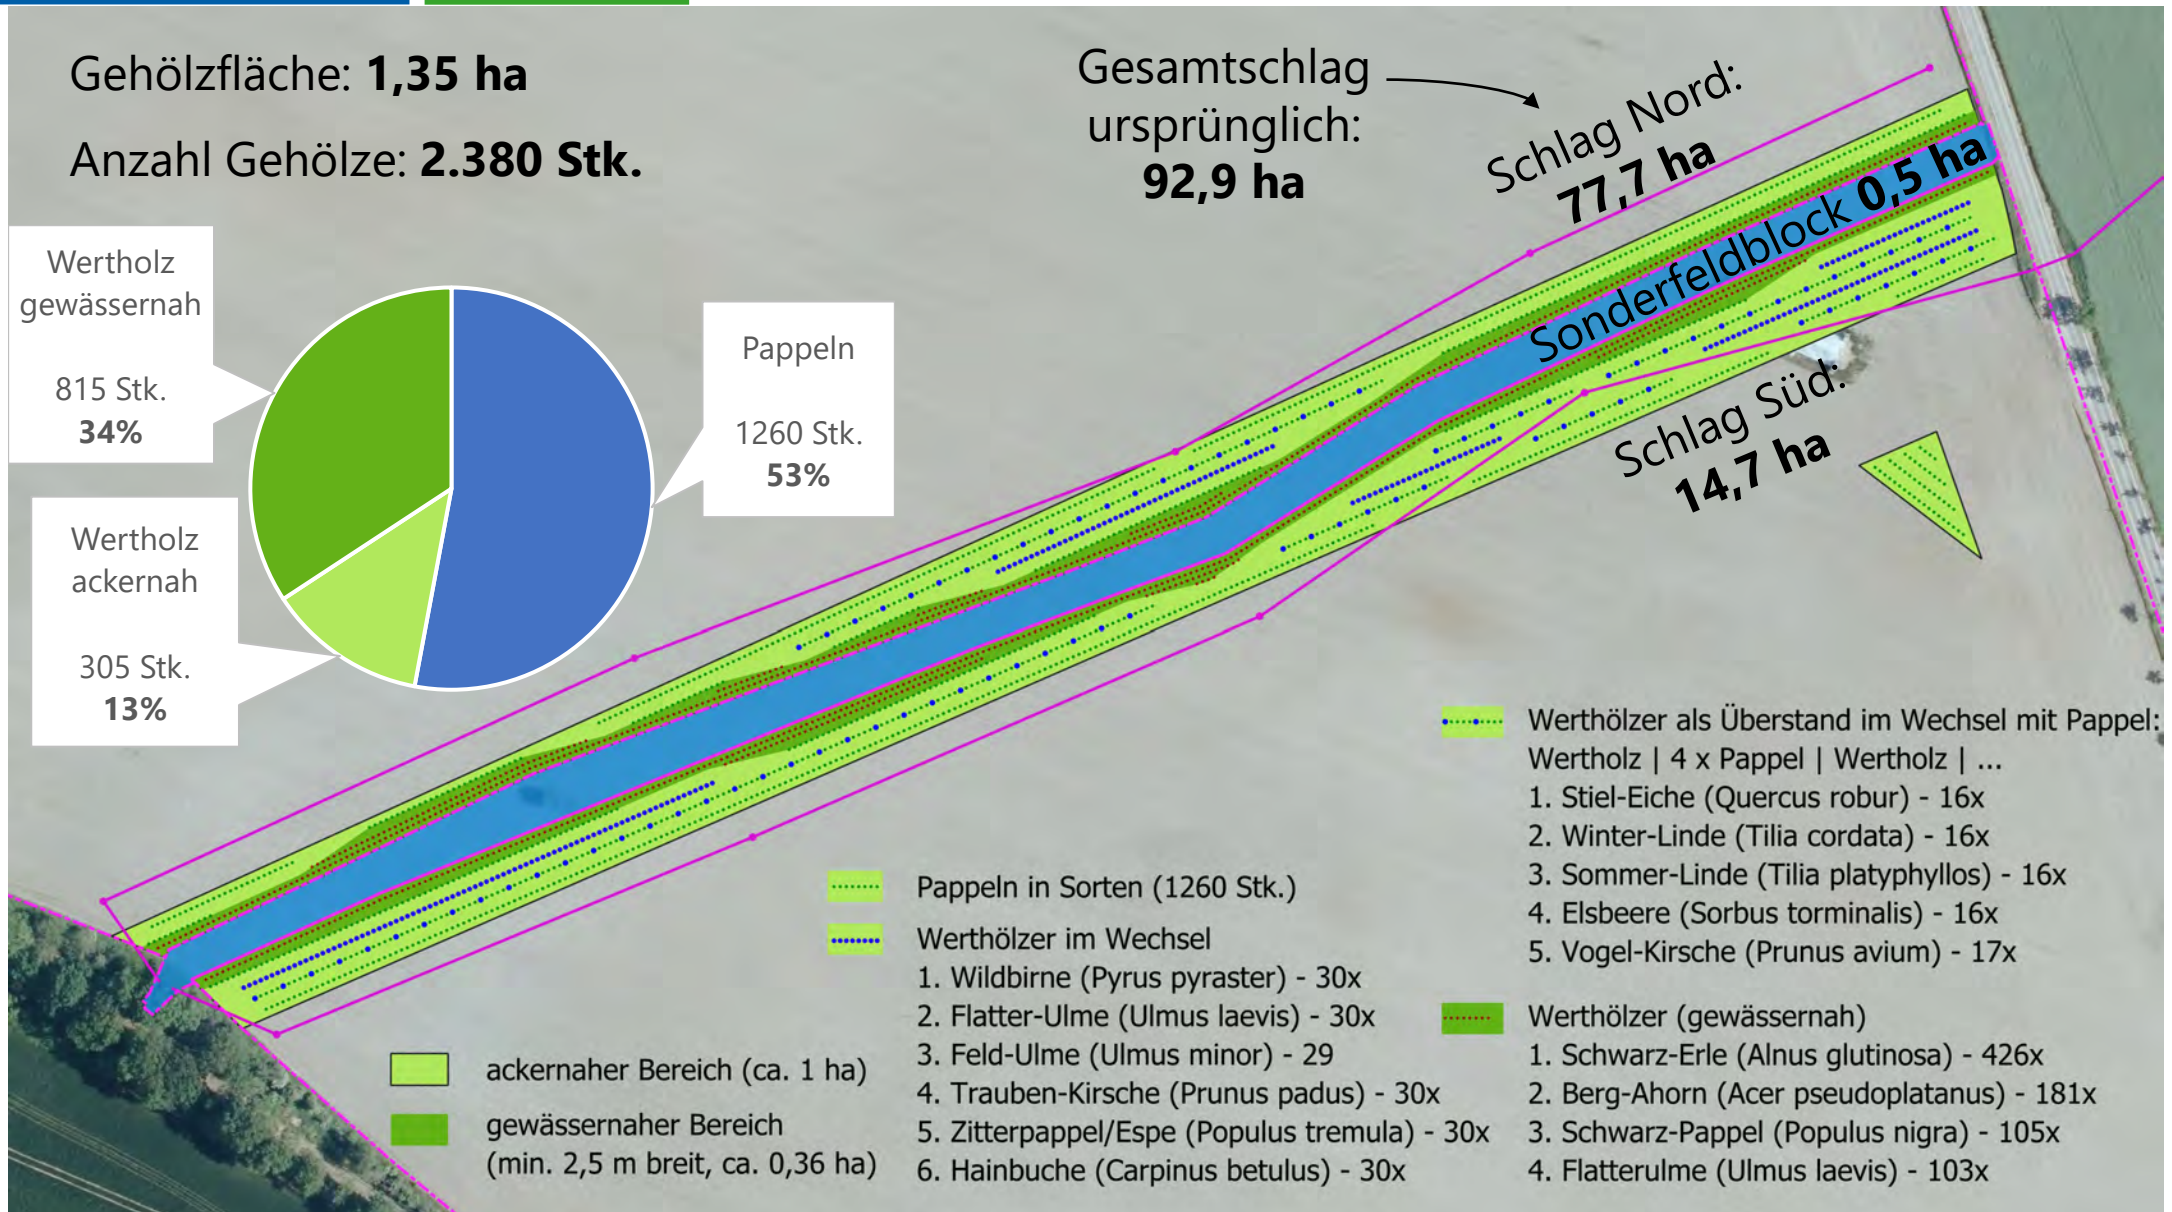 Gehölzfläche: 1,35 ha
Anzahl Gehölze: 2.380 Stk.
Gesamtschlag
ursprünglich:
92,9 ha
Schlag Nord:
77,7 ha
Sonderfeldblock 0,5 ha
Schlag Süd:
14,7 ha
Wertholz
gewässernah
815 Stk.
34%
Pappeln
1260 Stk.
53%
Wertholz
ackernah
305 Stk.
13%
ackernaher Bereich (ca. 1 ha)
gewässernaher Bereich
(min. 2,5 m breit, ca. 0,36 ha)
Pappeln in Sorten (1260 Stk.)
Werthölzer im Wechsel
1. Wildbirne (Pyrus pyraster) - 30x
2. Flatter-Ulme (Ulmus laevis) - 30x
3. Feld-Ulme (Ulmus minor) - 29
4. Trauben-Kirsche (Prunus padus) - 30x
5. Zitterpappel/Espe (Populus tremula) - 30x
6. Hainbuche (Carpinus betulus) - 30x
Werthölzer als Überstand im Wechsel mit Pappel:
Wertholz | 4 x Pappel | Wertholz | ...
1. Stiel-Eiche (Quercus robur) - 16x
2. Winter-Linde (Tilia cordata) - 16x
3. Sommer-Linde (Tilia platyphyllos) - 16x
4. Elsbeere (Sorbus torminalis) - 16x
5. Vogel-Kirsche (Prunus avium) - 17x
Werthölzer (gewässernah)
1. Schwarz-Erle (Alnus glutinosa) - 426x
2. Berg-Ahorn (Acer pseudoplatanus) - 181x
3. Schwarz-Pappel (Populus nigra) - 105x
4. Flatterulme (Ulmus laevis) - 103x